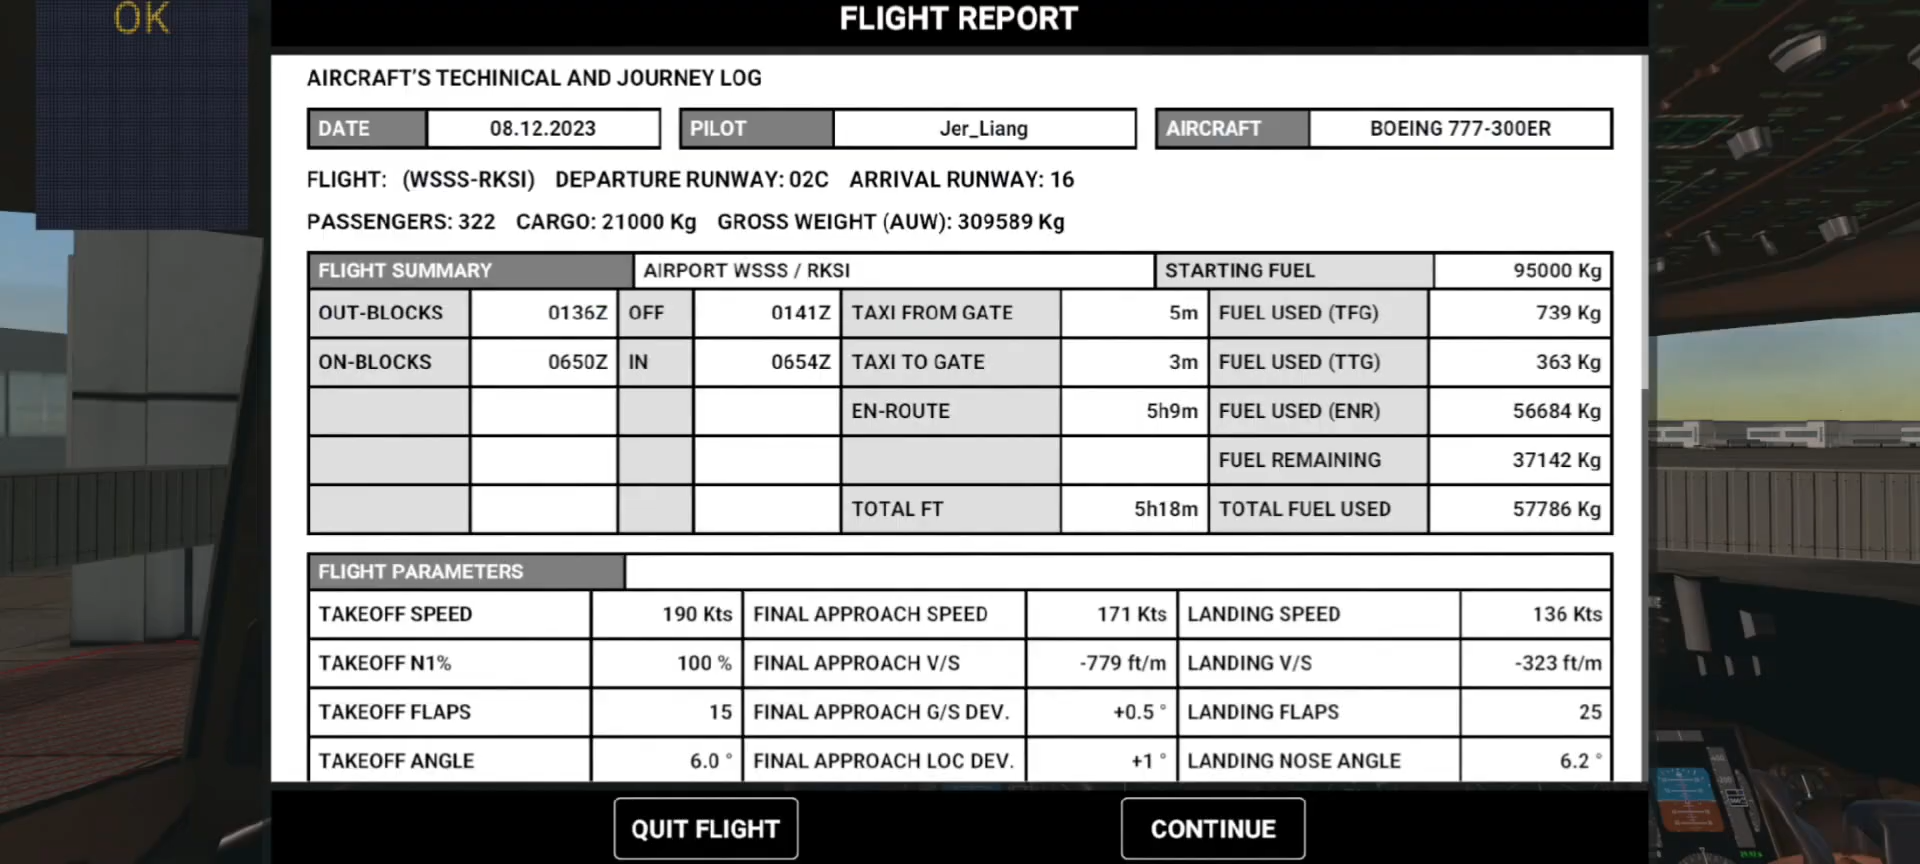 OK
FLIGHT REPORT
AIRCRAFT'S TECHINICAL AND JOURNEY LOG
DATE 08.12.2023 PILOT Jer_Liang AIRCRAFT BOEING 777-300ER
FLIGHT: (WSSS-RKSI) DEPARTURE RUNWAY: 02C ARRIVAL RUNWAY: 16
PASSENGERS: 322 CARGO: 21000 Kg GROSS WEIGHT (AUW): 309589 Kg
FLIGHT SUMMARY AIRPORT WSSS / RKSI STARTING FUEL 95000 Kg
OUT-BLOCKS 0136Z OFF 0141Z TAXI FROM GATE 5m FUEL USED (TFG) 739 Kg
ON-BLOCKS 0650Z IN 0654Z TAXI TO GATE 3m FUEL USED (TTG) 363 Kg
EN-ROUTE 5h9m FUEL USED (ENR) 56684 Kg
FUEL REMAINING 37142 Kg
TOTAL FT 5h18m TOTAL FUEL USED 57786 Kg
FLIGHT PARAMETERS
TAKEOFF SPEED 190 Kts FINAL APPROACH SPEED 171 Kts LANDING SPEED 136 Kts
TAKEOFF N1% 100 % FINAL APPROACH V/S -779 ft/m LANDING V/S -323 ft/m
TAKEOFF FLAPS 15 FINAL APPROACH G/S DEV. +0.5 ° LANDING FLAPS 25
TAKEOFF ANGLE 6.0 ° FINAL APPROACH LOC DEV. +1 ° LANDING NOSE ANGLE 6.2 °
QUIT FLIGHT CONTINUE